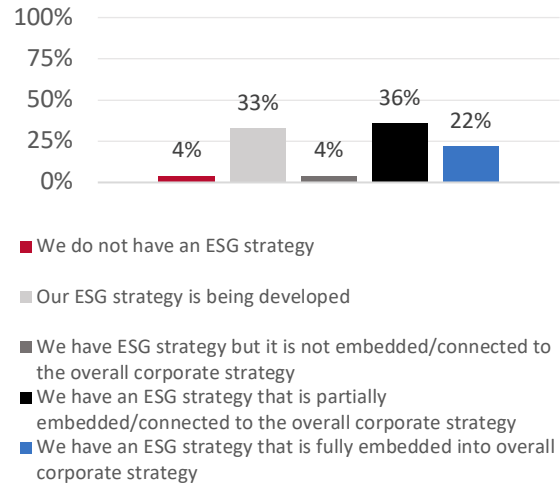 100%
75%
50%
25%
0%
4%
33%
4%
36%
22%
We do not have an ESG strategy
Our ESG strategy is being developed
We have ESG strategy but it is not embedded/connected to
the overall corporate strategy
We have an ESG strategy that is partially
embedded/connected to the overall corporate strategy
We have an ESG strategy that is fully embedded into overall
corporate strategy